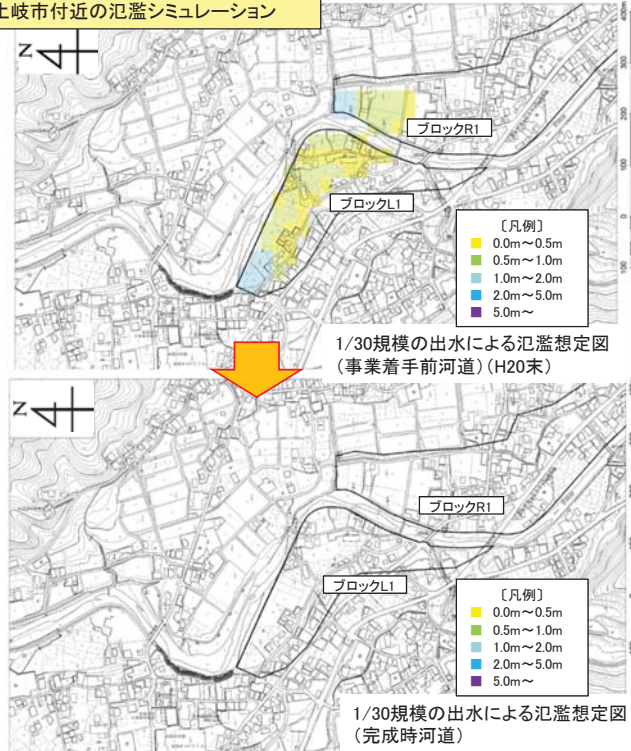 土岐市付近の氾濫シミュレーション
N
ブロックR1
ブロックL1
〔凡例〕
0.0m～0.5m
0.5m～1.0m
1.0m～2.0m
2.0m～5.0m
5.0m～
400m
300
200
100
0
100
1/30規模の出水による氾濫想定図
（事業着手前河道）（H20末）
N
ブロックR1
ブロックL1
〔凡例〕
0.0m～0.5m
0.5m～1.0m
1.0m～2.0m
2.0m～5.0m
5.0m～
1/30規模の出水による氾濫想定図
（完成時河道）